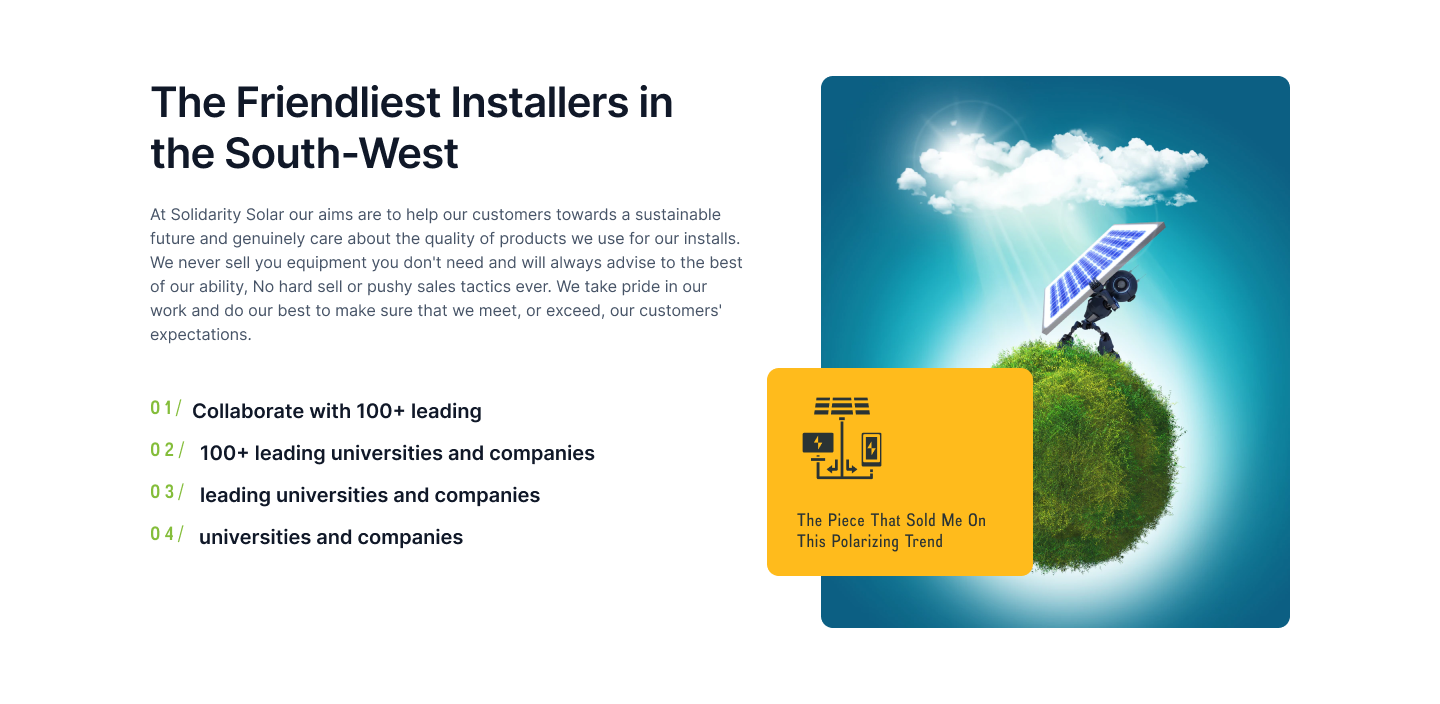 The Friendliest Installers in
the South-West
At Solidarity Solar our aims are to help our customers towards a sustainable
future and genuinely care about the quality of products we use for our installs.
We never sell you equipment you don't need and will always advise to the best
of our ability, No hard sell or pushy sales tactics ever. We take pride in our
work and do our best to make sure that we meet, or exceed, our customers'
expectations.
01/ Collaborate with 100+ leading
02/ 100+ leading universities and companies
03/ leading universities and companies
04/ universities and companies
The Piece That Sold Me On
This Polarizing Trend